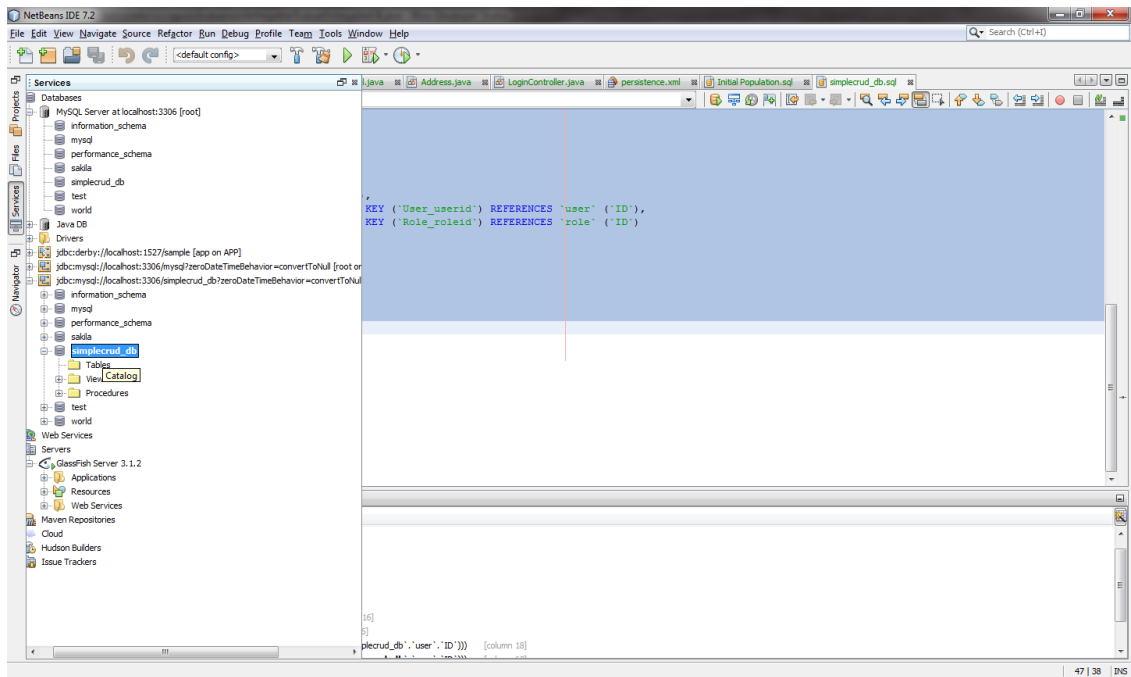 NetBeans IDE 7.2
File Edit View Navigate Source Refactor Run Debug Profile Team Tools Window Help
Search (Ctrl+I)
<default config>
Services
l.java
Address.java
LoginController.java
persistence.xml
Initial Population.sql
simplecrud_db.sql
Projects
Files
Services
Navigator
Databases
MySQL Server at localhost:3306 [root]
information_schema
mysql
performance_schema
sakila
simplecrud_db
test
world
Java DB
Drivers
jdbc:derby://localhost:1527/sample [app on APP]
jdbc:mysql://localhost:3306/mysql?zeroDateTimeBehavior=convertToNull [root or
jdbc:mysql://localhost:3306/simplecrud_db?zeroDateTimeBehavior=convertToNul
information_schema
mysql
performance_schema
sakila
simplecrud_db
Tables
View
Catalog
Procedures
test
world
Web Services
Servers
GlassFish Server 3.1.2
Applications
Resources
Web Services
Maven Repositories
Cloud
Hudson Builders
Issue Trackers
,
KEY (`User_userid`) REFERENCES `user` (`ID`),
KEY (`Role_roleid`) REFERENCES `role` (`ID`)
16]
plecrud_db`.`user`.`ID`))) [column 18]
47 | 38 INS